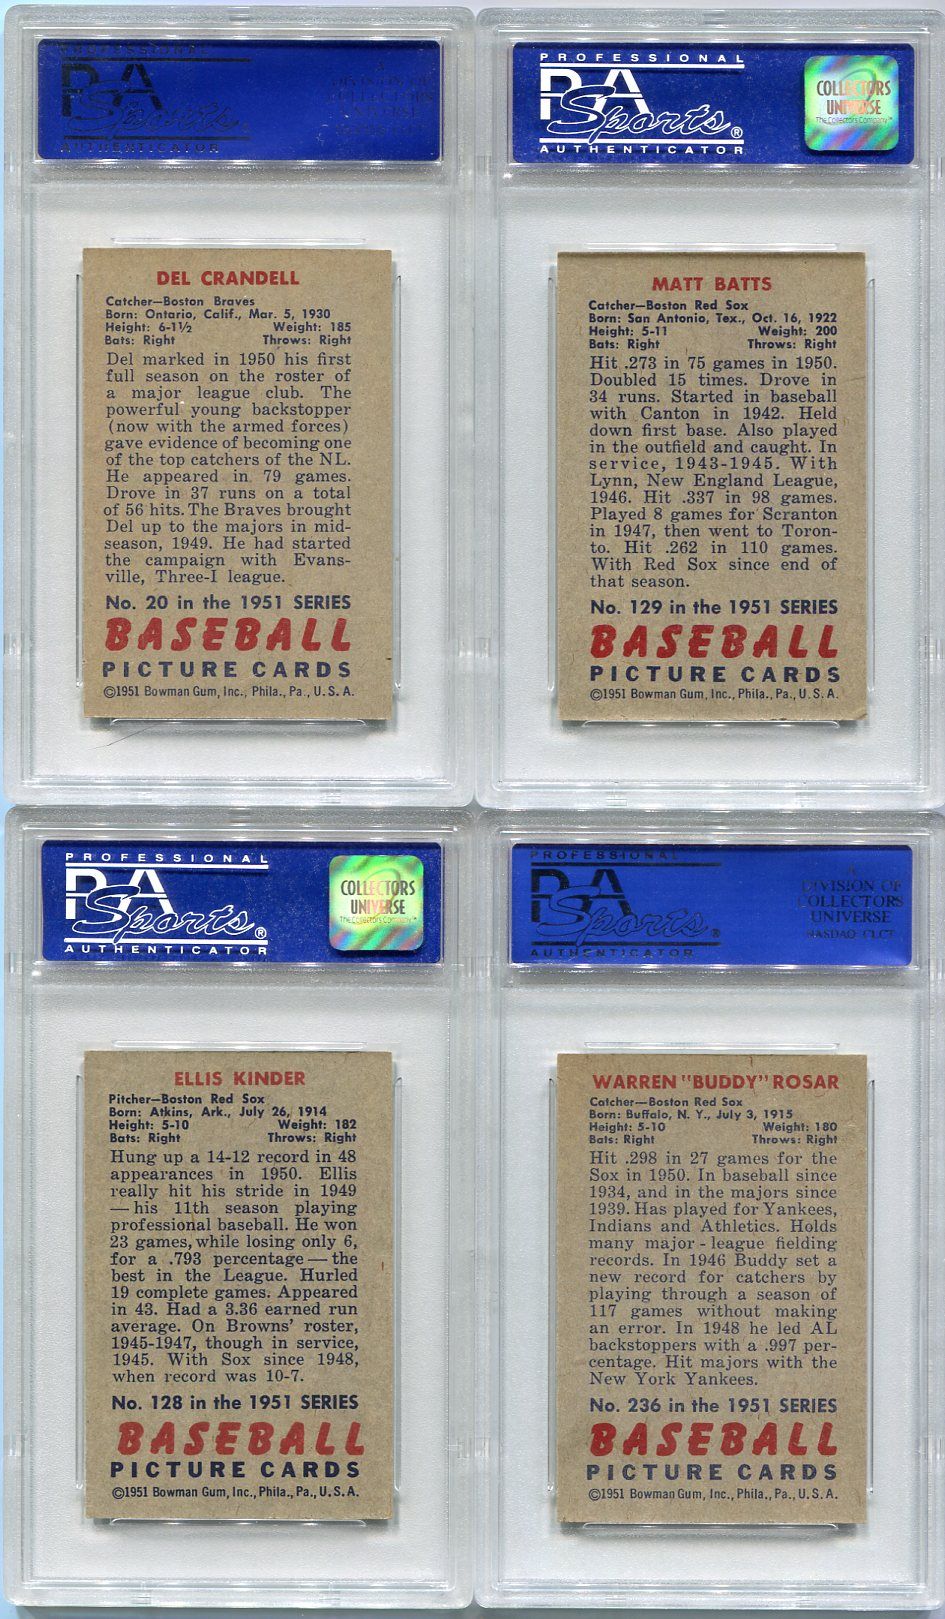 PROFESSIONAL
PSA
Sports®
AUTHENTICATOR
A
DIVISION OF
COLLECTORS
UNIVERSE
DEL CRANDELL
Catcher—Boston Braves
Born: Ontario, Calif., Mar. 5, 1930
Height: 6-1½ Weight: 185
Bats: Right Throws: Right
Del marked in 1950 his first
full season on the roster of
a major league club. The
powerful young backstopper
(now with the armed forces)
gave evidence of becoming one
of the top catchers of the NL.
He appeared in 79 games.
Drove in 37 runs on a total
of 56 hits. The Braves brought
Del up to the majors in mid-
season, 1949. He had started
the campaign with Evans-
ville, Three-I league.
No. 20 in the 1951 SERIES
BASEBALL
PICTURE CARDS
©1951 Bowman Gum, Inc., Phila., Pa., U.S.A.
PROFESSIONAL
PSA
Sports®
AUTHENTICATOR
COLLECTORS
UNIVERSE
The Collectors Company™
MATT BATTS
Catcher—Boston Red Sox
Born: San Antonio, Tex., Oct. 16, 1922
Height: 5-11 Weight: 200
Bats: Right Throws: Right
Hit .273 in 75 games in 1950.
Doubled 15 times. Drove in
34 runs. Started in baseball
with Canton in 1942. Held
down first base. Also played
in the outfield and caught. In
service, 1943-1945. With
Lynn, New England League,
1946. Hit .337 in 98 games.
Played 8 games for Scranton
in 1947, then went to Toron-
to. Hit .262 in 110 games.
With Red Sox since end of
that season.
No. 129 in the 1951 SERIES
BASEBALL
PICTURE CARDS
©1951 Bowman Gum, Inc., Phila., Pa., U.S.A.
PROFESSIONAL
PSA
Sports®
AUTHENTICATOR
COLLECTORS
UNIVERSE
The Collectors Company™
ELLIS KINDER
Pitcher—Boston Red Sox
Born: Atkins, Ark., July 26, 1914
Height: 5-10 Weight: 182
Bats: Right Throws: Right
Hung up a 14-12 record in 48
appearances in 1950. Ellis
really hit his stride in 1949
—his 11th season playing
professional baseball. He won
23 games, while losing only 6,
for a .793 percentage—the
best in the League. Hurled
19 complete games. Appeared
in 43. Had a 3.36 earned run
average. On Browns' roster,
1945-1947, though in service,
1945. With Sox since 1948,
when record was 10-7.
No. 128 in the 1951 SERIES
BASEBALL
PICTURE CARDS
©1951 Bowman Gum, Inc., Phila., Pa., U.S.A.
PROFESSIONAL
PSA
Sports®
AUTHENTICATOR
A
DIVISION OF
COLLECTORS
UNIVERSE
NASDAQ: CLCT
WARREN "BUDDY" ROSAR
Catcher—Boston Red Sox
Born: Buffalo, N. Y., July 3, 1915
Height: 5-10 Weight: 180
Bats: Right Throws: Right
Hit .298 in 27 games for the
Sox in 1950. In baseball since
1934, and in the majors since
1939. Has played for Yankees,
Indians and Athletics. Holds
many major-league fielding
records. In 1946 Buddy set a
new record for catchers by
playing through a season of
117 games without making
an error. In 1948 he led AL
backstoppers with a .997 per-
centage. Hit majors with the
New York Yankees.
No. 236 in the 1951 SERIES
BASEBALL
PICTURE CARDS
©1951 Bowman Gum, Inc., Phila., Pa., U.S.A.